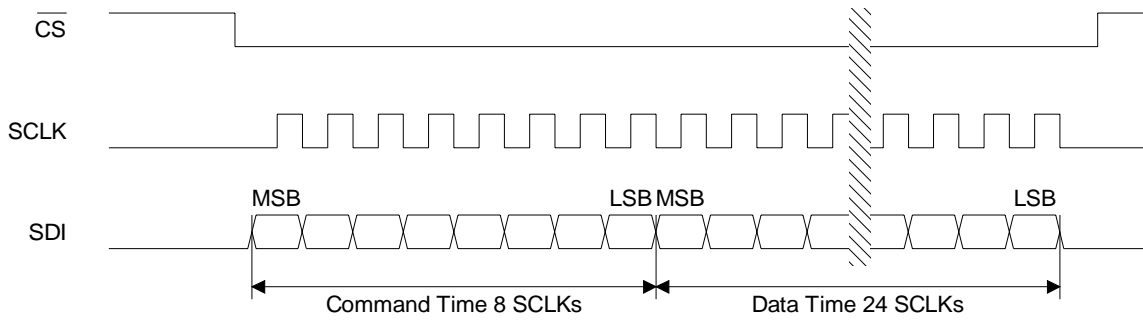 CS
SCLK
MSB LSB MSB LSB
SDI
Command Time 8 SCLKs Data Time 24 SCLKs